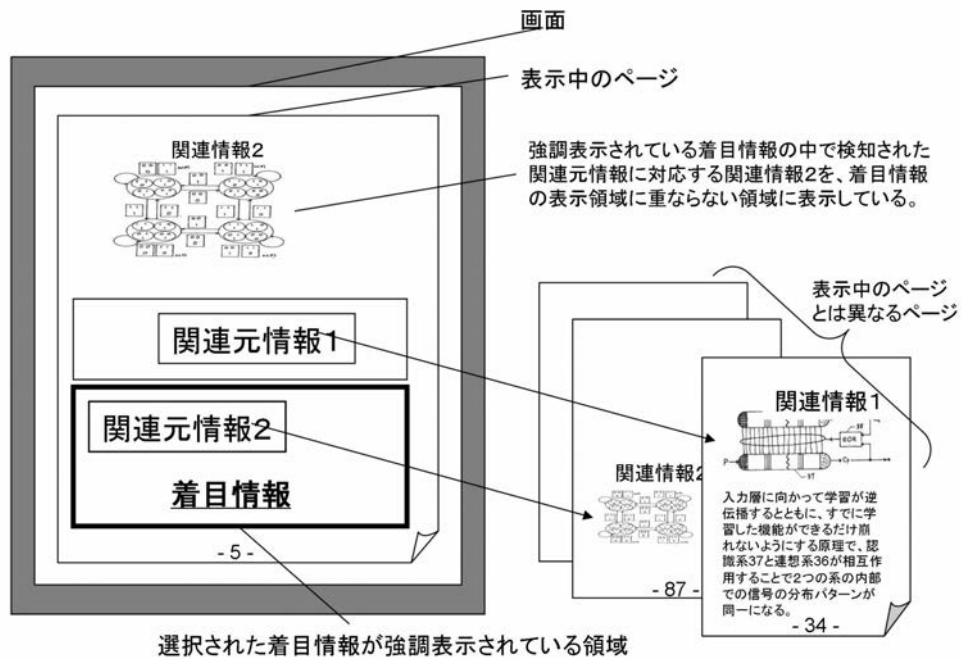 画面
表示中のページ
関連情報2
強調表示されている着目情報の中で検知された
関連元情報に対応する関連情報2を、着目情報
の表示領域に重ならない領域に表示している。
関連元情報1
関連元情報2
着目情報
- 5 -
表示中のページ
とは異なるページ
関連情報1
EOR
P
37
関連情報2
入力層に向かって学習が逆
伝播するとともに、すでに学
習した機能ができるだけ崩
れないようにする原理で、認
識系37と連想系36が相互作
用することで2つの系の内部
での信号の分布パターンが
同一になる。
- 87 -
- 34 -
選択された着目情報が強調表示されている領域